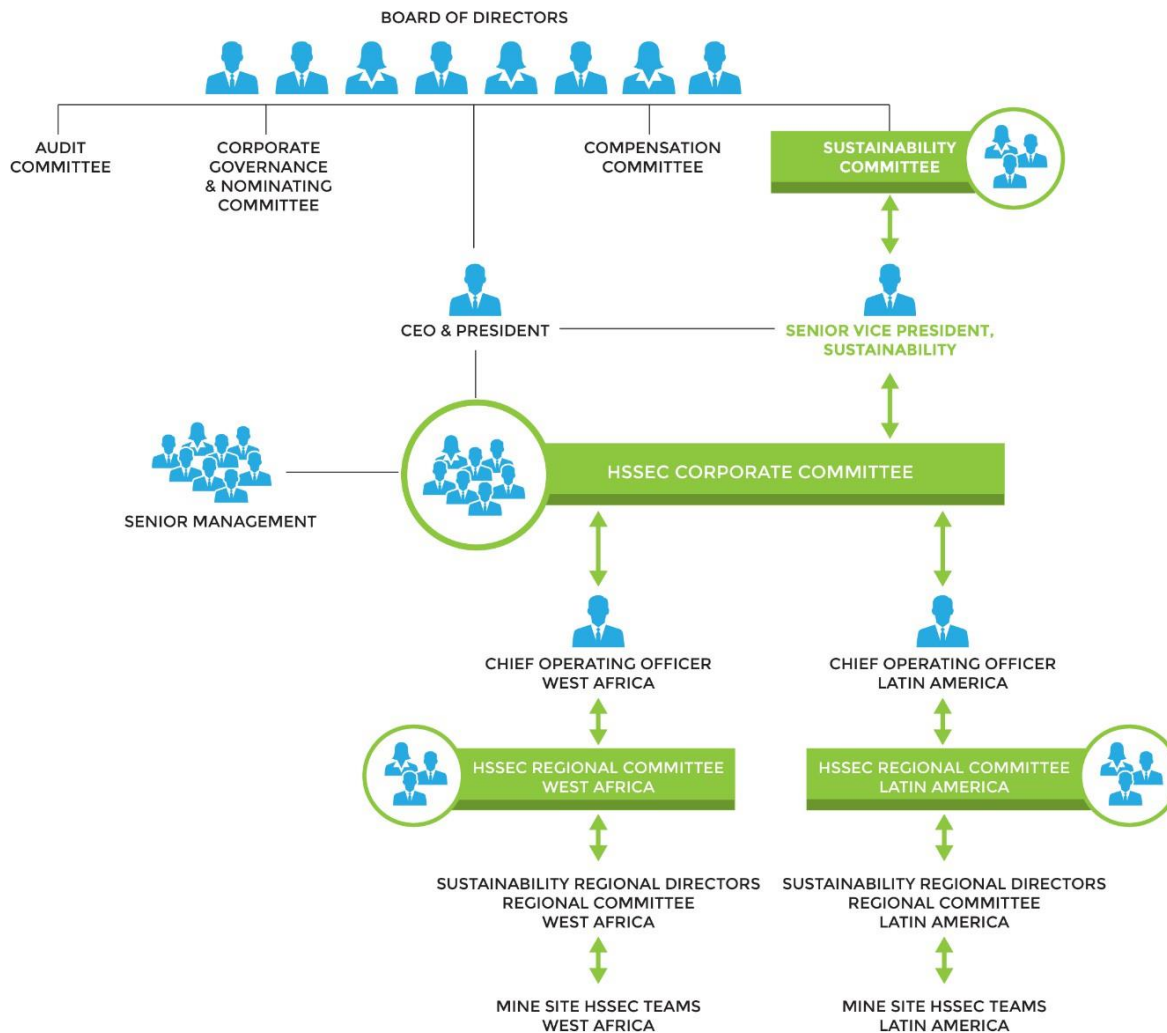 BOARD OF DIRECTORS
AUDIT
COMMITTEE
CORPORATE
GOVERNANCE
& NOMINATING
COMMITTEE
COMPENSATION
COMMITTEE
SUSTAINABILITY
COMMITTEE
CEO & PRESIDENT
SENIOR VICE PRESIDENT,
SUSTAINABILITY
SENIOR MANAGEMENT
HSSEC CORPORATE COMMITTEE
CHIEF OPERATING OFFICER
WEST AFRICA
CHIEF OPERATING OFFICER
LATIN AMERICA
HSSEC REGIONAL COMMITTEE
WEST AFRICA
HSSEC REGIONAL COMMITTEE
LATIN AMERICA
SUSTAINABILITY REGIONAL DIRECTORS
REGIONAL COMMITTEE
WEST AFRICA
SUSTAINABILITY REGIONAL DIRECTORS
REGIONAL COMMITTEE
LATIN AMERICA
MINE SITE HSSEC TEAMS
WEST AFRICA
MINE SITE HSSEC TEAMS
LATIN AMERICA